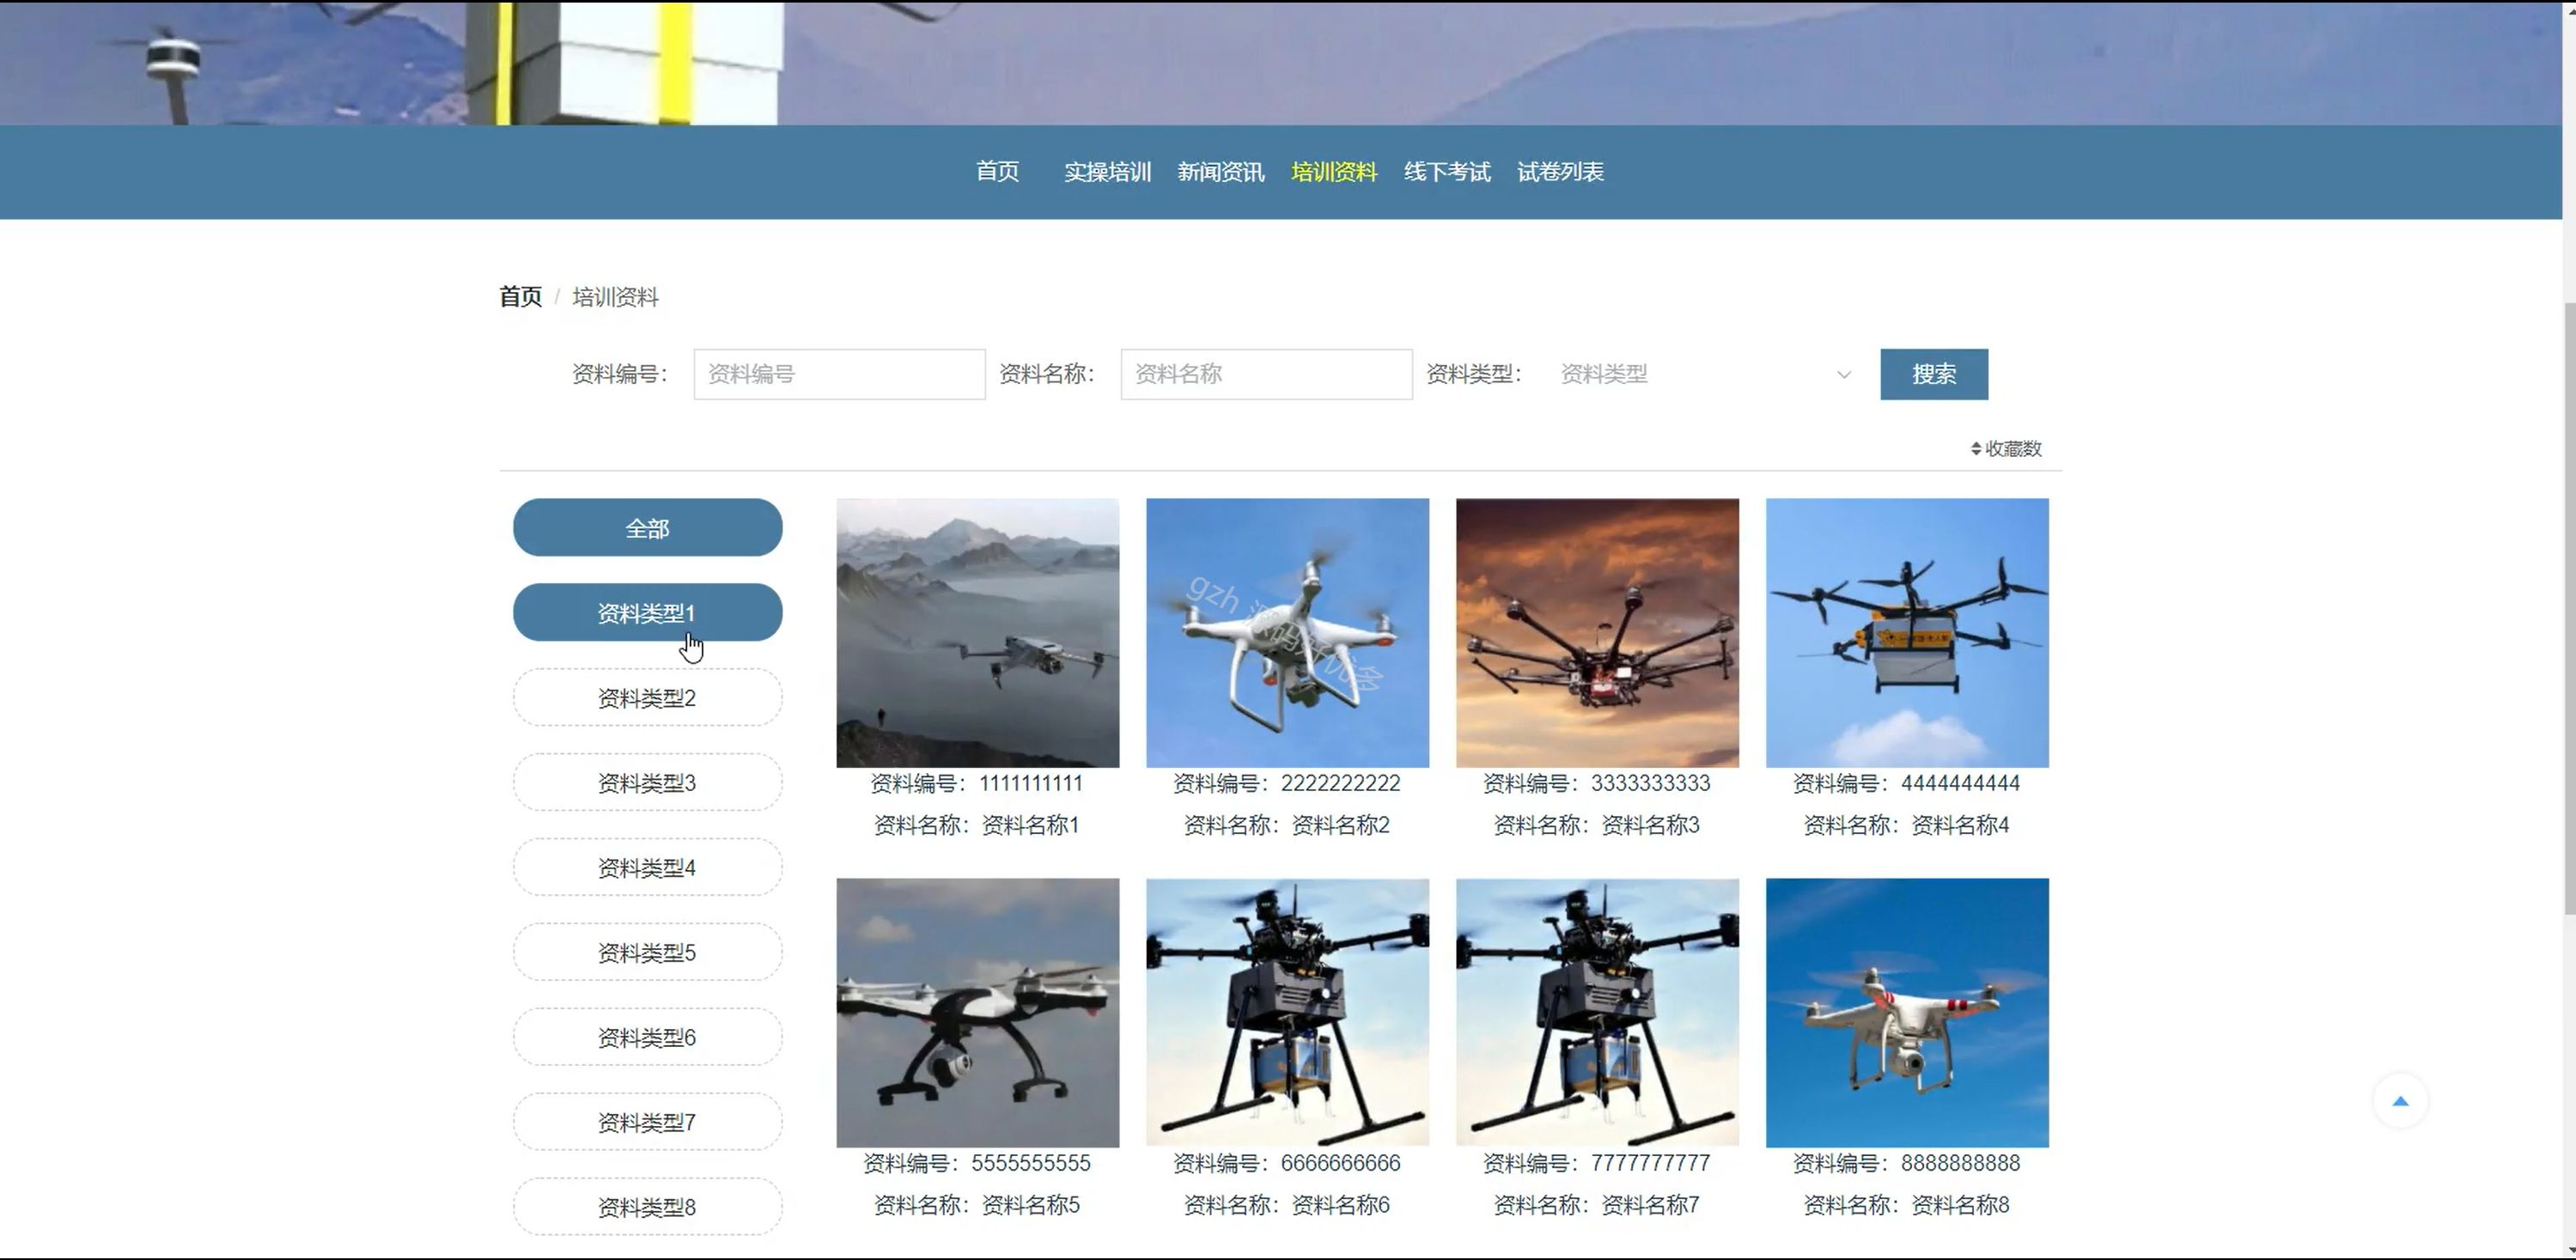 首页 实操培训 新闻资讯 培训资料 线下考试 试卷列表
首页 / 培训资料
资料编号： 资料编号 资料名称： 资料名称 资料类型： 资料类型 搜索
收藏数
全部
资料类型1
资料类型2
资料类型3
资料类型4
资料类型5
资料类型6
资料类型7
资料类型8
gzh
资料编号：1111111111
资料名称：资料名称1
资料编号：2222222222
资料名称：资料名称2
资料编号：3333333333
资料名称：资料名称3
资料编号：4444444444
资料名称：资料名称4
资料编号：5555555555
资料名称：资料名称5
资料编号：6666666666
资料名称：资料名称6
资料编号：7777777777
资料名称：资料名称7
资料编号：8888888888
资料名称：资料名称8